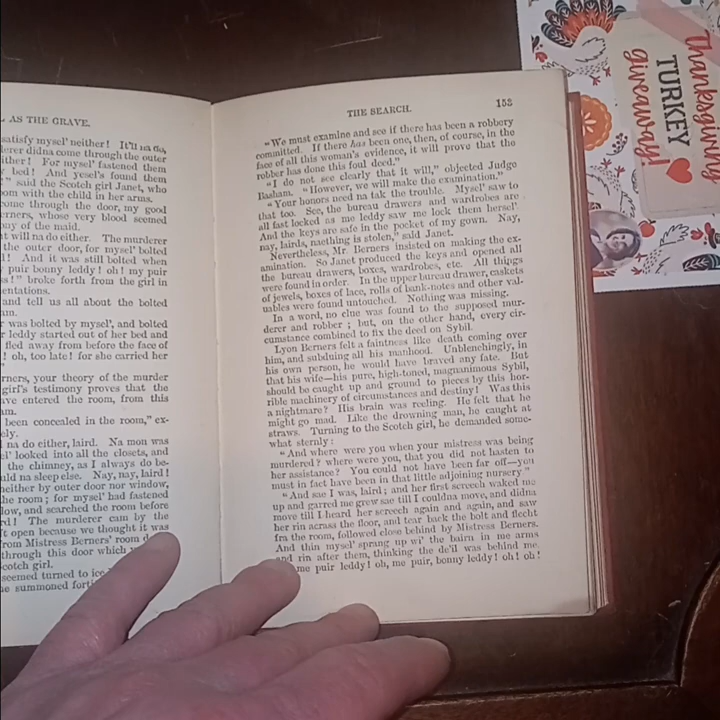 AS THE GRAVE.
satisfy mysel' neither! It'll na do,
lerer didna come through the outer
ither! For mysel' fastened them
bed! And yesel's found them
said the Scotch girl Janet, who
om with the child in her arms.
come through the door, my good
erners, whose very blood seemed
ony of the maid.
t will na do either. The murderer
the outer door, for mysel' bolted
l! And it was still bolted when
puir bonny leddy! oh! my puir
s!" broke forth from the girl in
entations.
and tell us all about the bolted
am.
r was bolted by mysel', and bolted
r leddy started out of her bed and
fled away from before the face of
! oh, too late! for she carried her
"
rners, your theory of the murder
girl's testimony proves that the
ave entered the room, from this
am.
been concealed in the room," ex-
ely.
na do either, laird. Na mon was
el' looked into all the closets, and
the chimney, as I always do be-
uld na sleep else. Nay, nay, laird!
neither by outer door nor window,
he room; for mysel' had fastened
low, and searched the room before
rd! The murderer cam by the
t open because we thought it was
rom Mistress Berners' room d
through this door which
cotch girl.
seemed turned to ice
e summoned forth
THE SEARCH. 153
"We must examine and see if there has been a robbery
committed. If there has been one, then, of course, in the
face of all this woman's evidence, it will prove that the
robber has done this foul deed."
"I do not see clearly that it will," objected Judge
Basham. "However, we will make the examination."
"Your honors need na tak the trouble. Mysel' saw to
that too. See, the bureau drawers and wardrobes are
all fast locked as me leddy saw me lock them hersel'.
And the keys are safe in the pocket of my gown. Nay,
nay, lairds, naething is stolen," said Janet.
Nevertheless, Mr. Berners insisted on making the ex-
amination. So Janet produced the keys and opened all
the bureau drawers, boxes, wardrobes, etc. All things
were found in order. In the upper bureau drawer, caskets
of jewels, boxes of lace, rolls of bank-notes and other val-
uables were found untouched. Nothing was missing.
In a word, no clue was found to the supposed mur-
derer and robber; but, on the other hand, every cir-
cumstance combined to fix the deed on Sybil.
Lyon Berners felt a faintness like death coming over
him, and subduing all his manhood. Unblenchingly, in
his own person, he would have braved any fate. But
that his wife—his pure, high-toned, magnanimous Sybil,
should be caught up and ground to pieces by this hor-
rible machinery of circumstances and destiny! Was this
a nightmare? His brain was reeling. He felt that he
might go mad. Like the drowning man, he caught at
straws. Turning to the Scotch girl, he demanded some-
what sternly:
"And where were you when your mistress was being
murdered? where were you, that you did not hasten to
her assistance? You could not have been far off—you
must in fact have been in that little adjoining nursery"
"And sae I was, laird; and her first screech waked me
up and garred me grew sae till I couldna move, and didna
move till I heard her screech again and again, and saw
her rin across the floor, and tear back the bolt and flecht
fra the room, followed close behind by Mistress Berners.
And thin mysel' sprung up wi' the bairn in me arms
and rin after them, thinking the de'il was behind me.
me puir leddy! oh, me puir, bonny leddy! oh! oh!
Thanksgiving
TURKEY
giveaway!